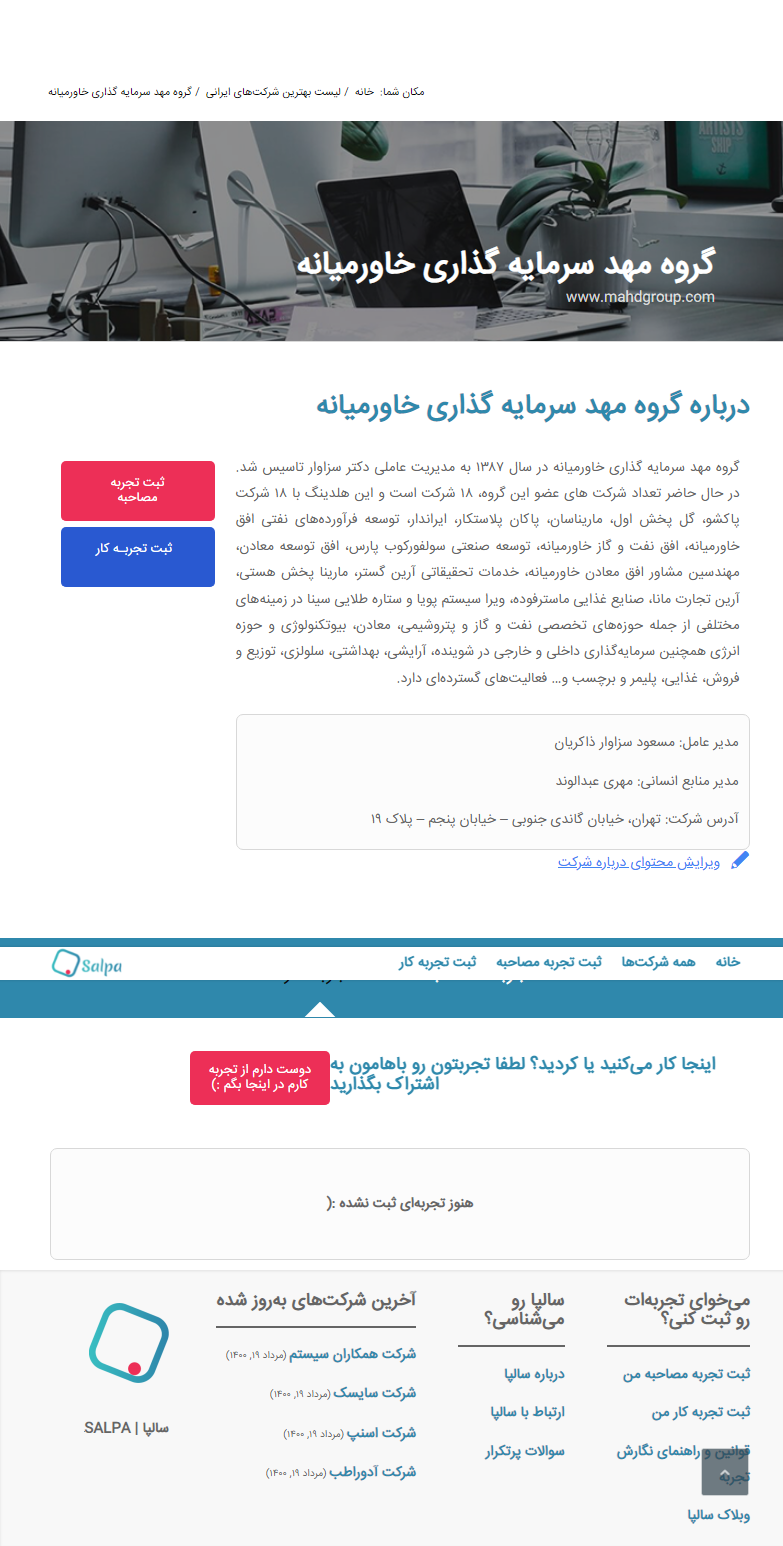 مکان شما: خانه / لیست بهترین شرکت‌های ایرانی / گروه مهد سرمایه گذاری خاورمیانه
ARTISTS
SHIP
گروه مهد سرمایه گذاری خاورمیانه
www.mahdgroup.com
درباره گروه مهد سرمایه گذاری خاورمیانه
گروه مهد سرمایه گذاری خاورمیانه در سال ۱۳۸۷ به مدیریت عاملی دکتر سزاوار تاسیس شد.
در حال حاضر تعداد شرکت های عضو این گروه، ۱۸ شرکت است و این هلدینگ با ۱۸ شرکت
پاکشو، گل پخش اول، ماریناسان، پاکان پلاستکار، ایراندار، توسعه فرآورده‌های نفتی افق
خاورمیانه، افق نفت و گاز خاورمیانه، توسعه صنعتی سولفورکوب پارس، افق توسعه معادن،
مهندسین مشاور افق معادن خاورمیانه، خدمات تحقیقاتی آرین گستر، مارینا پخش هستی،
آرین تجارت مانا، صنایع غذایی ماسترفوده، ویرا سیستم پویا و ستاره طلایی سینا در زمینه‌های
مختلفی از جمله حوزه‌های تخصصی نفت و گاز و پتروشیمی، معادن، بیوتکنولوژی و حوزه
انرژی همچنین سرمایه‌گذاری داخلی و خارجی در شوینده، آرایشی، بهداشتی، سلولزی، توزیع و
فروش، غذایی، پلیمر و برچسب و... فعالیت‌های گسترده‌ای دارد.
ثبت تجربه
مصاحبه
ثبت تجربـه کار
مدیر عامل: مسعود سزاوار ذاکریان
مدیر منابع انسانی: مهری عبدالوند
آدرس شرکت: تهران، خیابان گاندی جنوبی – خیابان پنجم – پلاک ۱۹
ویرایش محتوای درباره شرکت
خانه همه شرکت‌ها ثبت تجربه مصاحبه ثبت تجربه کار
Salpa
اینجا کار می‌کنید یا کردید؟ لطفا تجربتون رو باهامون به
اشتراک بگذارید
دوست دارم از تجربه
کارم در اینجا بگم :)
هنوز تجربه‌ای ثبت نشده :(
می‌خوای تجربه‌ات
رو ثبت کنی؟
ثبت تجربه مصاحبه من
ثبت تجربه کار من
قوانین و راهنمای نگارش
تجربه
وبلاک سالپا
سالپا رو
می‌شناسی؟
درباره سالپا
ارتباط با سالپا
سوالات پرتکرار
آخرین شرکت‌های به‌روز شده
شرکت همکاران سیستم (مرداد ۱۹, ۱۴۰۰)
شرکت سایسک (مرداد ۱۹, ۱۴۰۰)
شرکت اسنپ (مرداد ۱۹, ۱۴۰۰)
شرکت آدوراطب (مرداد ۱۹, ۱۴۰۰)
سالپا | SALPA